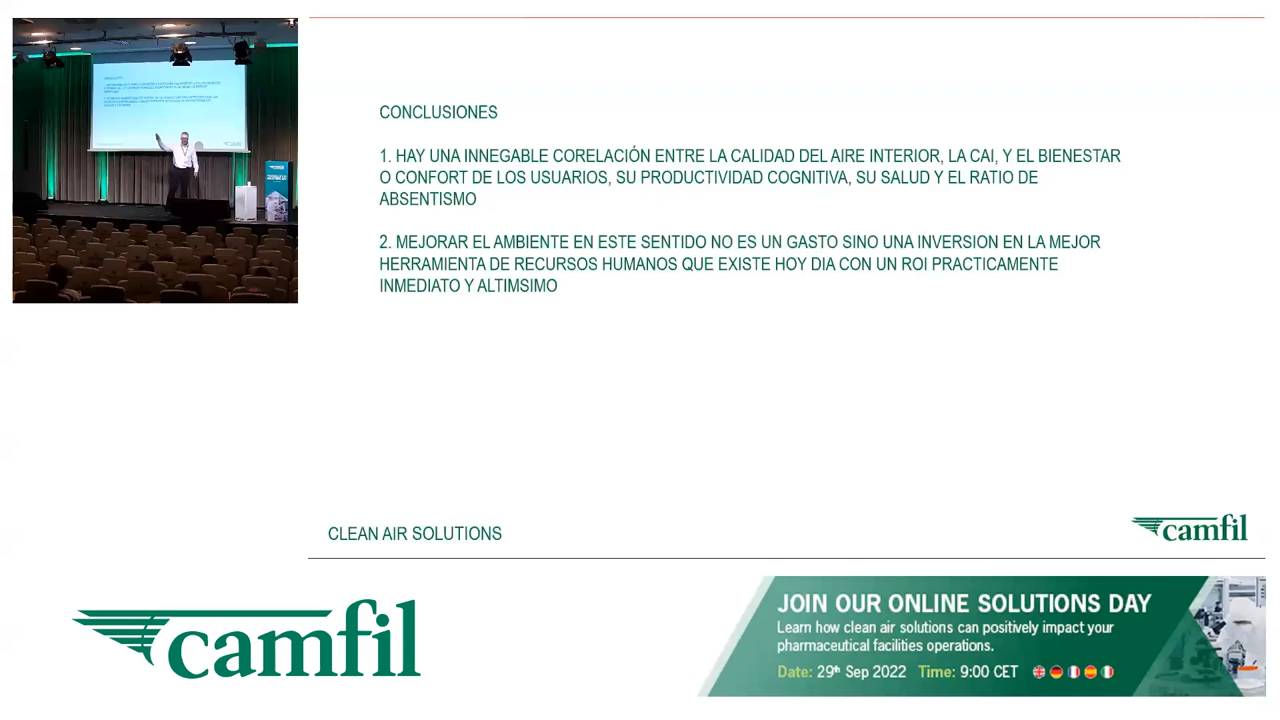 CONCLUSIONES
1. HAY UNA INNEGABLE CORELACIÓN ENTRE LA CALIDAD DEL AIRE INTERIOR, LA CAI, Y EL BIENESTAR
O CONFORT DE LOS USUARIOS, SU PRODUCTIVIDAD COGNITIVA, SU SALUD Y EL RATIO DE
ABSENTISMO
2. MEJORAR EL AMBIENTE EN ESTE SENTIDO NO ES UN GASTO SINO UNA INVERSION EN LA MEJOR
HERRAMIENTA DE RECURSOS HUMANOS QUE EXISTE HOY DIA CON UN ROI PRACTICAMENTE
INMEDIATO Y ALTIMSIMO
CLEAN AIR SOLUTIONS
camfil
camfil
JOIN OUR ONLINE SOLUTIONS DAY
Learn how clean air solutions can positively impact your
pharmaceutical facilities operations.
Date: 29th Sep 2022 Time: 9:00 CET